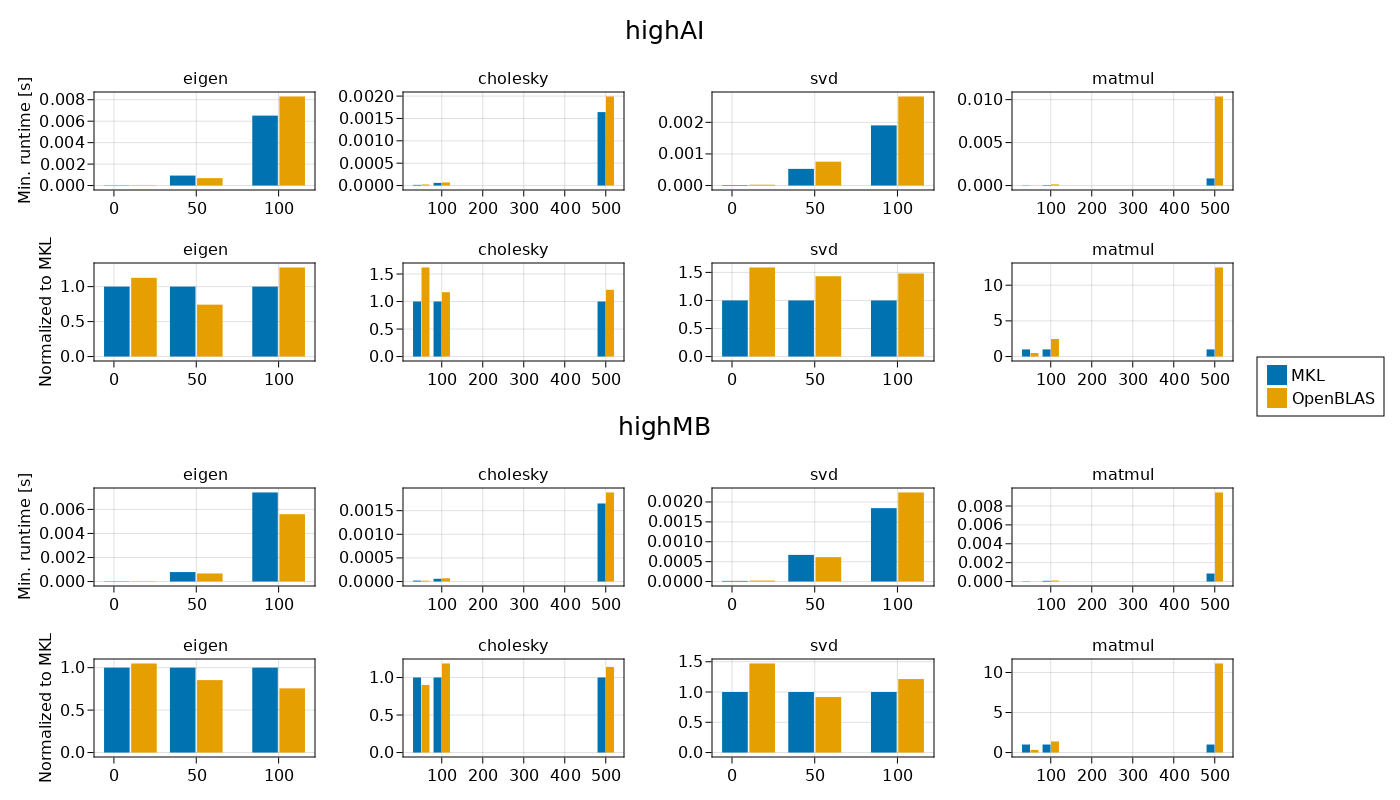 highAI
eigen cholesky svd matmul
Min. runtime [s]
0.008 0.006 0.004 0.002 0.000
0.0020 0.0015 0.0010 0.0005 0.0000
0.002 0.001 0.000
0.010 0.005 0.000
0 50 100 100 200 300 400 500 0 50 100 100 200 300 400 500
eigen cholesky svd matmul
Normalized to MKL
1.0 0.5 0.0
1.5 1.0 0.5 0.0
1.5 1.0 0.5 0.0
10 5 0
0 50 100 100 200 300 400 500 0 50 100 100 200 300 400 500
MKL
OpenBLAS
highMB
eigen cholesky svd matmul
Min. runtime [s]
0.006 0.004 0.002 0.000
0.0015 0.0010 0.0005 0.0000
0.0020 0.0015 0.0010 0.0005 0.0000
0.008 0.006 0.004 0.002 0.000
0 50 100 100 200 300 400 500 0 50 100 100 200 300 400 500
eigen cholesky svd matmul
Normalized to MKL
1.0 0.5 0.0
1.0 0.5 0.0
1.5 1.0 0.5 0.0
10 5 0
0 50 100 100 200 300 400 500 0 50 100 100 200 300 400 500